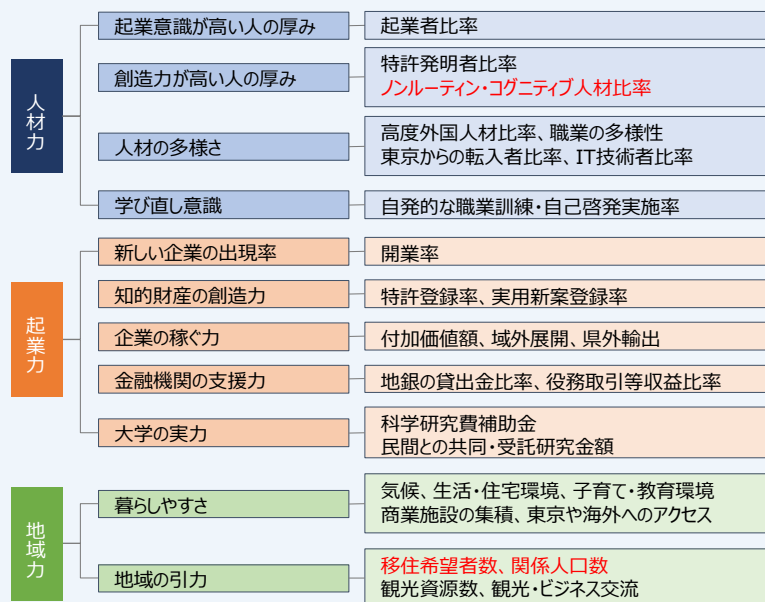 人材力
起業意識が高い人の厚み
起業者比率
創造力が高い人の厚み
特許発明者比率
ノンルーティン・コグニティブ人材比率
人材の多様さ
高度外国人材比率、職業の多様性
東京からの転入者比率、IT技術者比率
学び直し意識
自発的な職業訓練・自己啓発実施率
起業力
新しい企業の出現率
開業率
知的財産の創造力
特許登録率、実用新案登録率
企業の稼ぐ力
付加価値額、域外展開、県外輸出
金融機関の支援力
地銀の貸出金比率、役務取引等収益比率
大学の実力
科学研究費補助金
民間との共同・受託研究金額
地域力
暮らしやすさ
気候、生活・住宅環境、子育て・教育環境
商業施設の集積、東京や海外へのアクセス
地域の引力
移住希望者数、関係人口数
観光資源数、観光・ビジネス交流